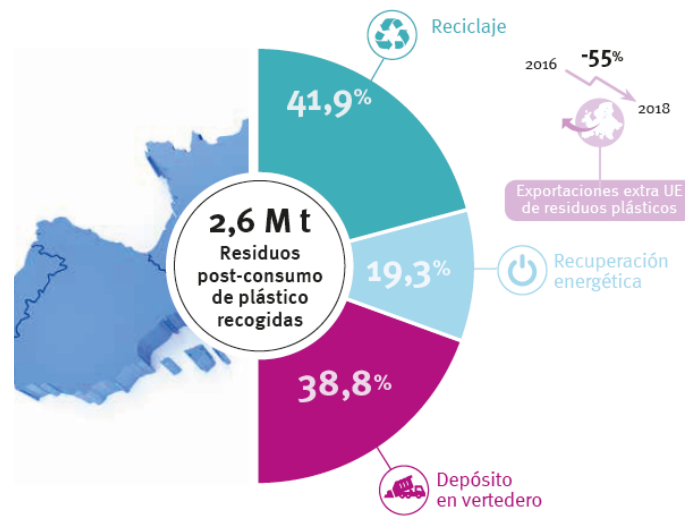 Reciclaje
41,9%
2016
-55%
2018
Exportaciones extra UE
de residuos plásticos
2,6 M t
Residuos
post-consumo
de plástico
recogidas
19,3%
Recuperación
energética
38,8%
Depósito
en vertedero